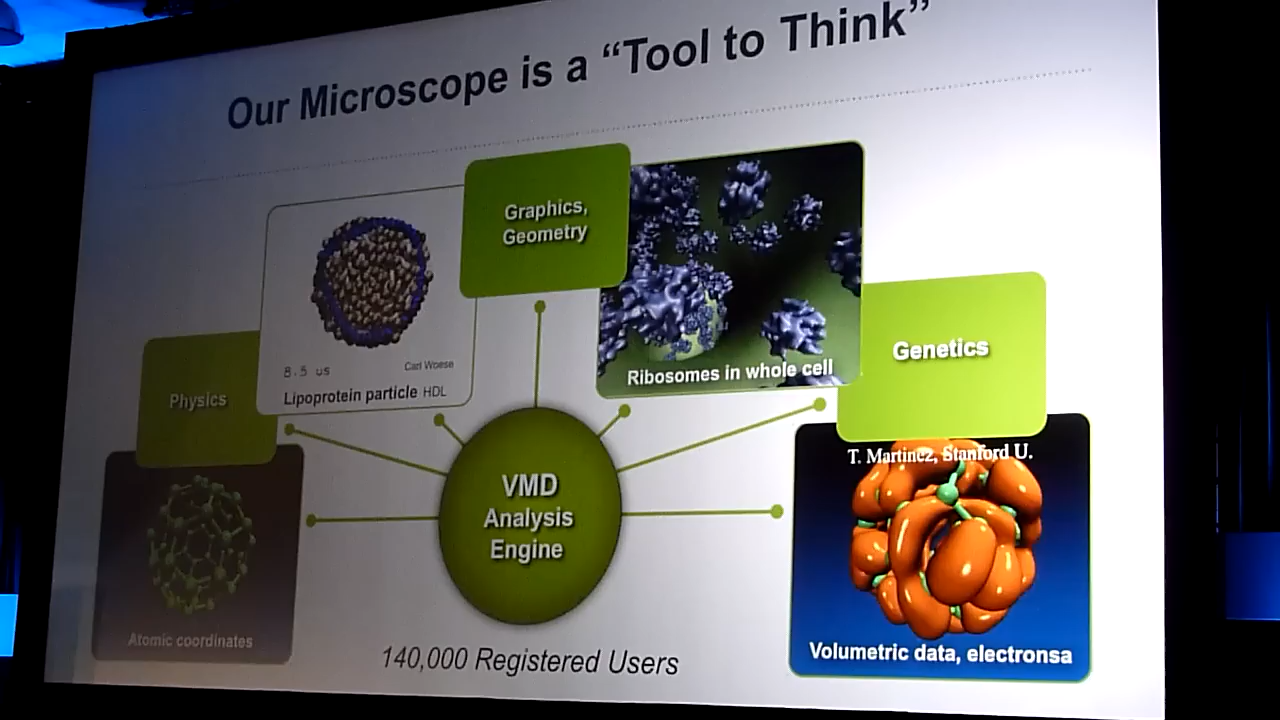 Our Microscope is a “Tool to Think”
Graphics,
Geometry
Genetics
Physics
8.5 us
Carl Woese
Lipoprotein particle HDL
Ribosomes in whole cell
VMD
Analysis
Engine
T. Martinez, Stanford U.
Atomic coordinates
Volumetric data, electronsa
140,000 Registered Users